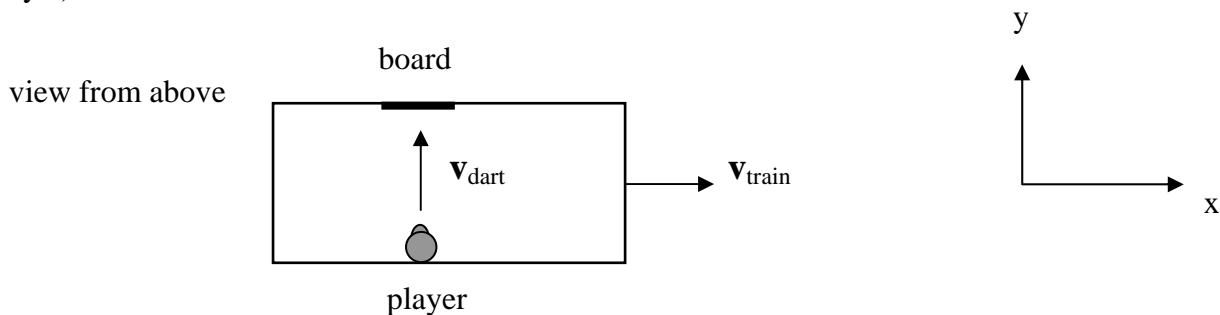 y
board
view from above
v_dart
v_train
x
player